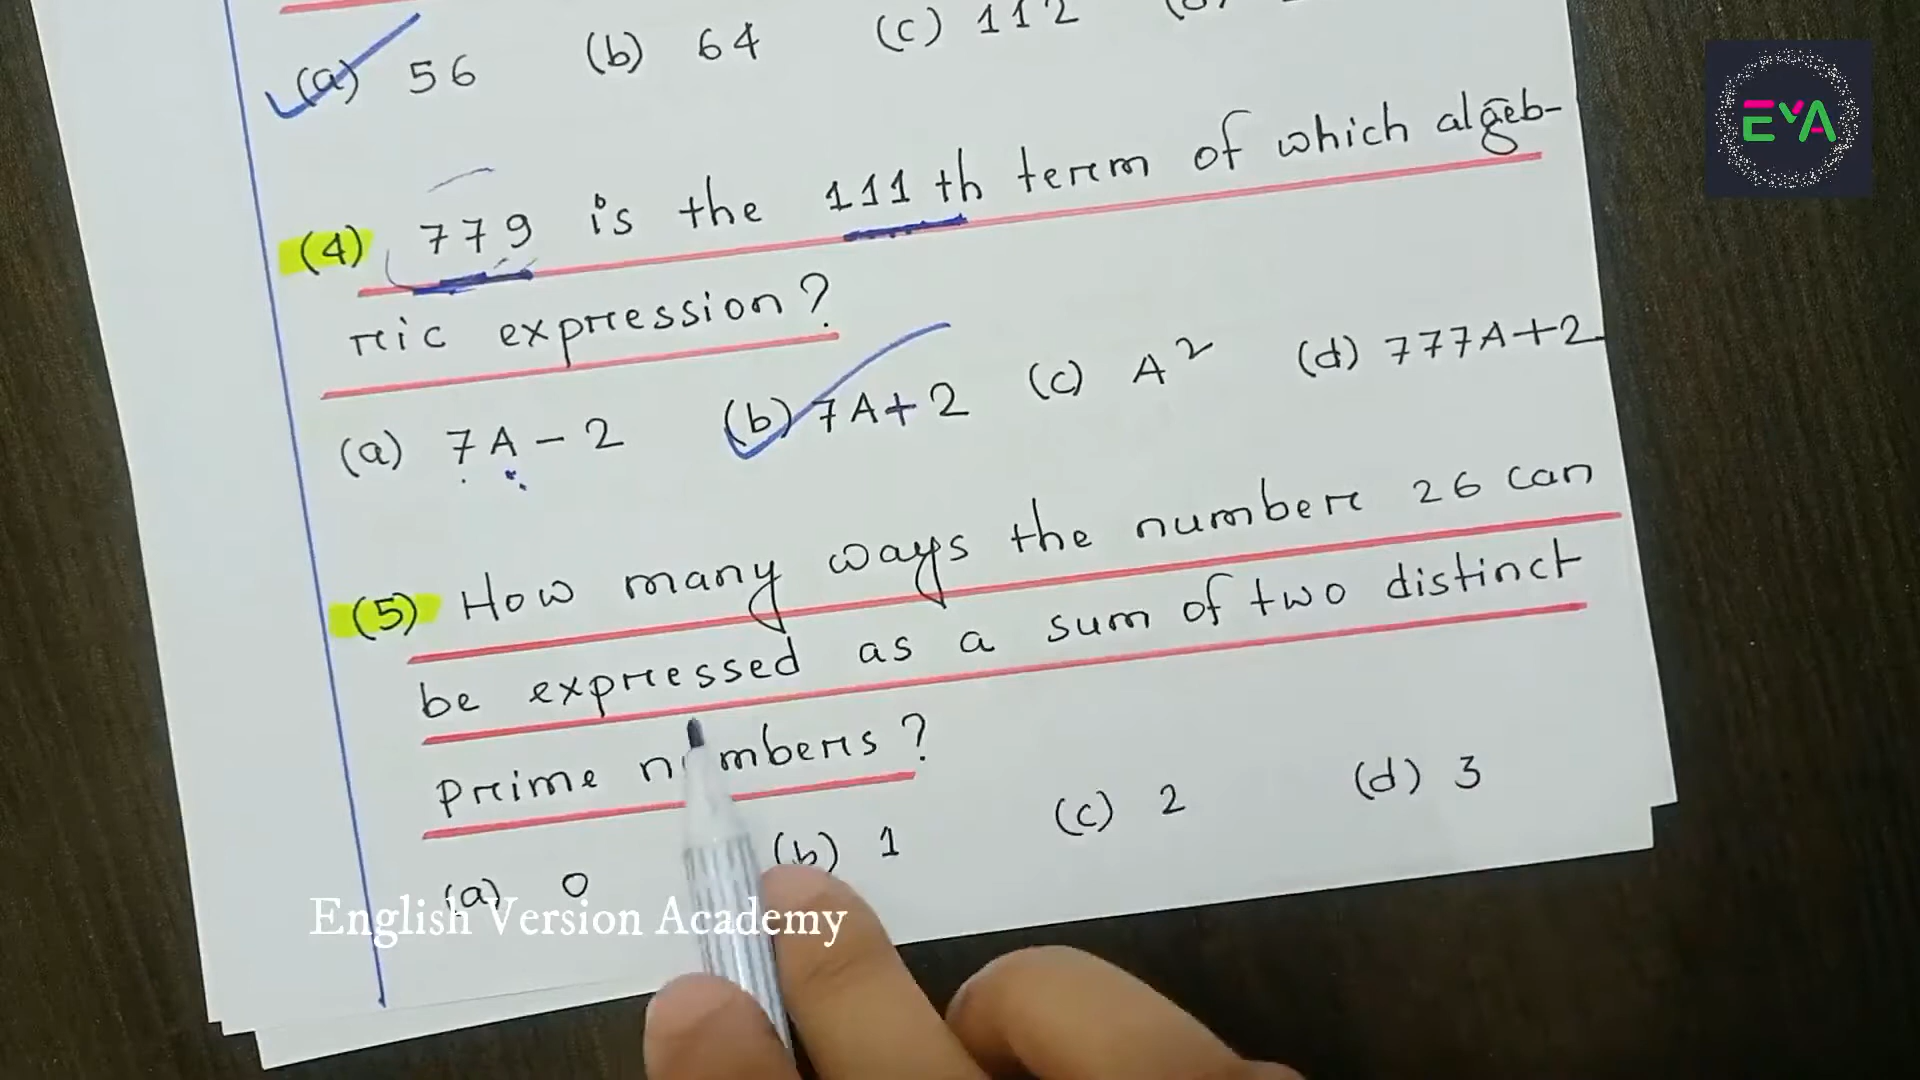 (a) 56 (b) 64 (c) 112
(4) 779 is the 111th term of which algeb-
ric expression?
(a) 7A-2 (b) 7A+2 (c) A² (d) 777A+2
(5) How many ways the number 26 can
be expressed as a sum of two distinct
prime numbers?
(a) 0 (b) 1 (c) 2 (d) 3
English Version Academy
EVA